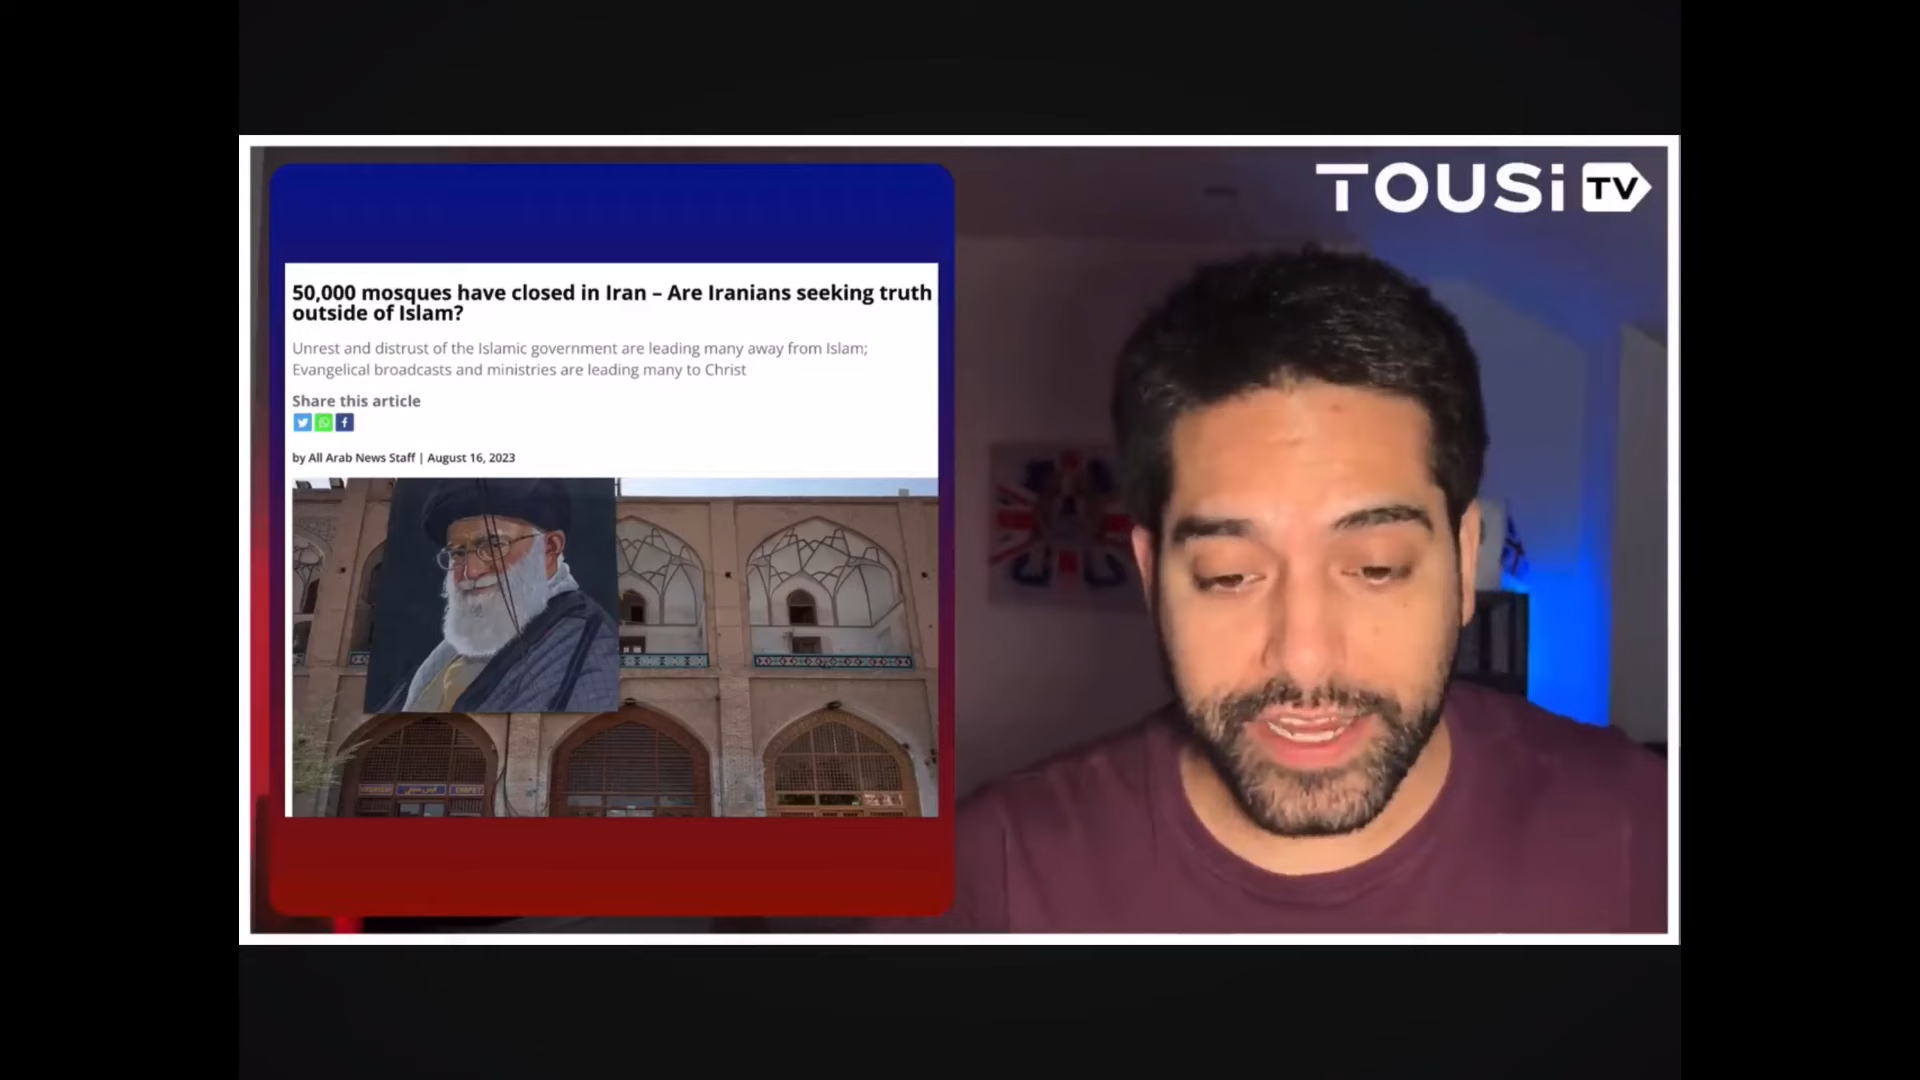 TOUSi TV
50,000 mosques have closed in Iran – Are Iranians seeking truth
outside of Islam?
Unrest and distrust of the Islamic government are leading many away from Islam;
Evangelical broadcasts and ministries are leading many to Christ
Share this article
by All Arab News Staff | August 16, 2023
CARPET